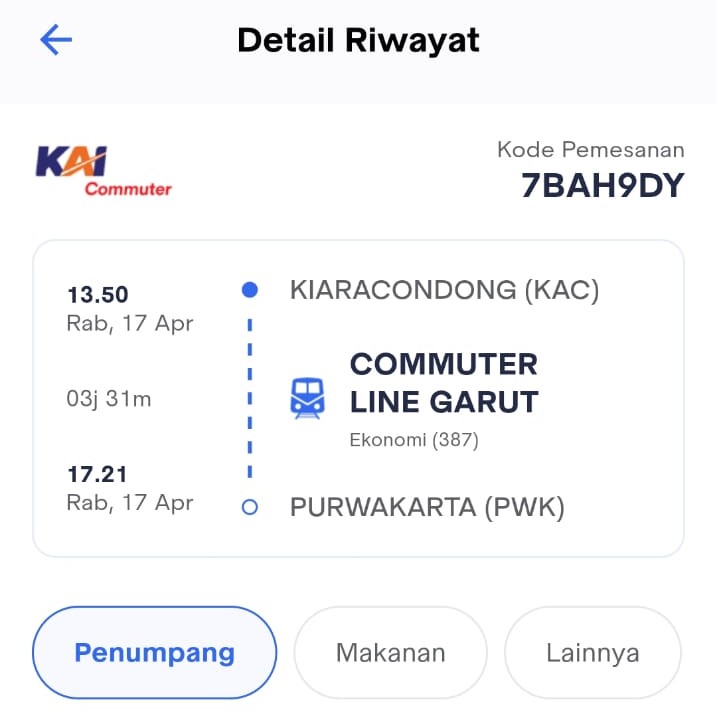 Detail Riwayat
KAI
Commuter
Kode Pemesanan
7BAH9DY
13.50
Rab, 17 Apr
KIARACONDONG (KAC)
03j 31m
COMMUTER
LINE GARUT
Ekonomi (387)
17.21
Rab, 17 Apr
PURWAKARTA (PWK)
Penumpang
Makanan
Lainnya